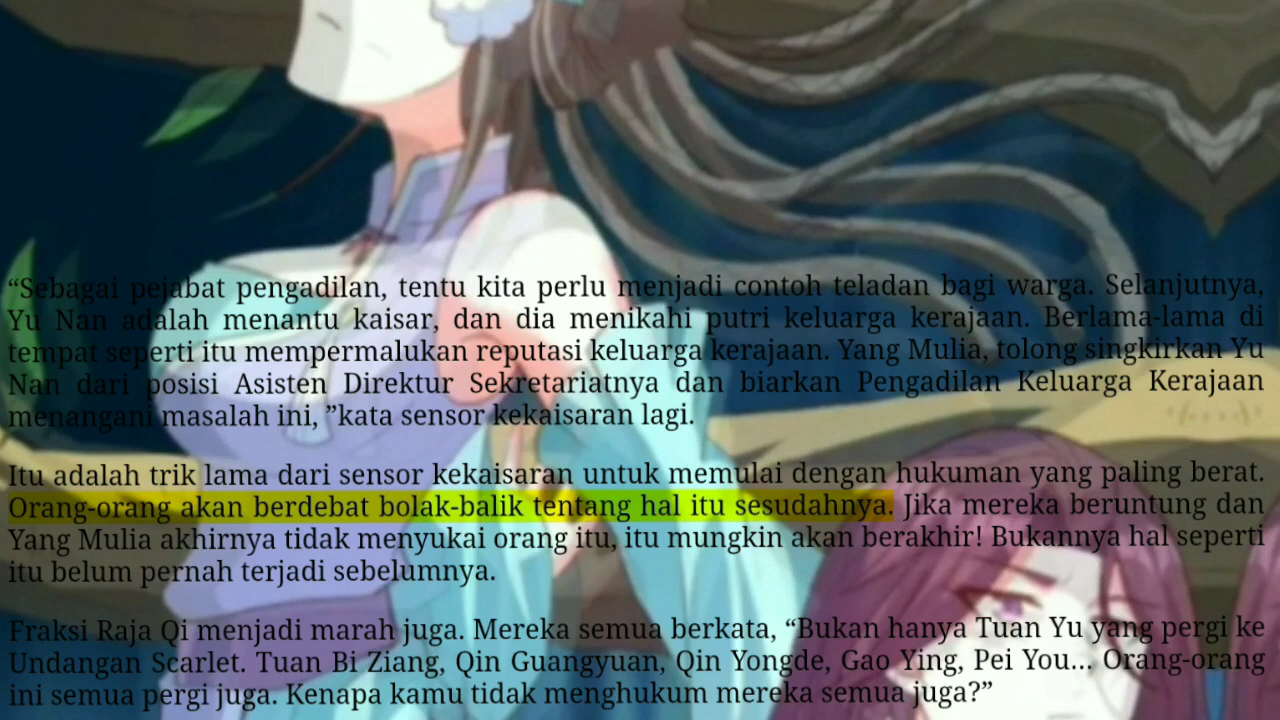 “Sebagai pejabat pengadilan, tentu kita perlu menjadi contoh teladan bagi warga. Selanjutnya,
Yu Nan adalah menantu kaisar, dan dia menikahi putri keluarga kerajaan. Berlama-lama di
tempat seperti itu mempermalukan reputasi keluarga kerajaan. Yang Mulia, tolong singkirkan Yu
Nan dari posisi Asisten Direktur Sekretariatnya dan biarkan Pengadilan Keluarga Kerajaan
menangani masalah ini, ”kata sensor kekaisaran lagi.
Itu adalah trik lama dari sensor kekaisaran untuk memulai dengan hukuman yang paling berat.
Orang-orang akan berdebat bolak-balik tentang hal itu sesudahnya. Jika mereka beruntung dan
Yang Mulia akhirnya tidak menyukai orang itu, itu mungkin akan berakhir! Bukannya hal seperti
itu belum pernah terjadi sebelumnya.
Fraksi Raja Qi menjadi marah juga. Mereka semua berkata, “Bukan hanya Tuan Yu yang pergi ke
Undangan Scarlet. Tuan Bi Ziang, Qin Guangyuan, Qin Yongde, Gao Ying, Pei You... Orang-orang
ini semua pergi juga. Kenapa kamu tidak menghukum mereka semua juga?”